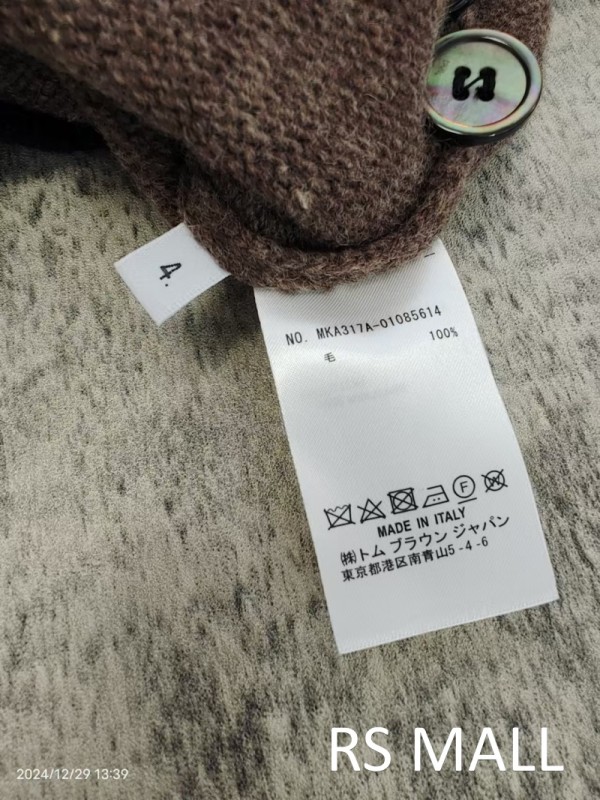 4.
NO. MKA317A-01085614
毛 100%
MADE IN ITALY
㈱トム ブラウン ジャパン
東京都港区南青山5-4-6
RS MALL
2024/12/29 13:39